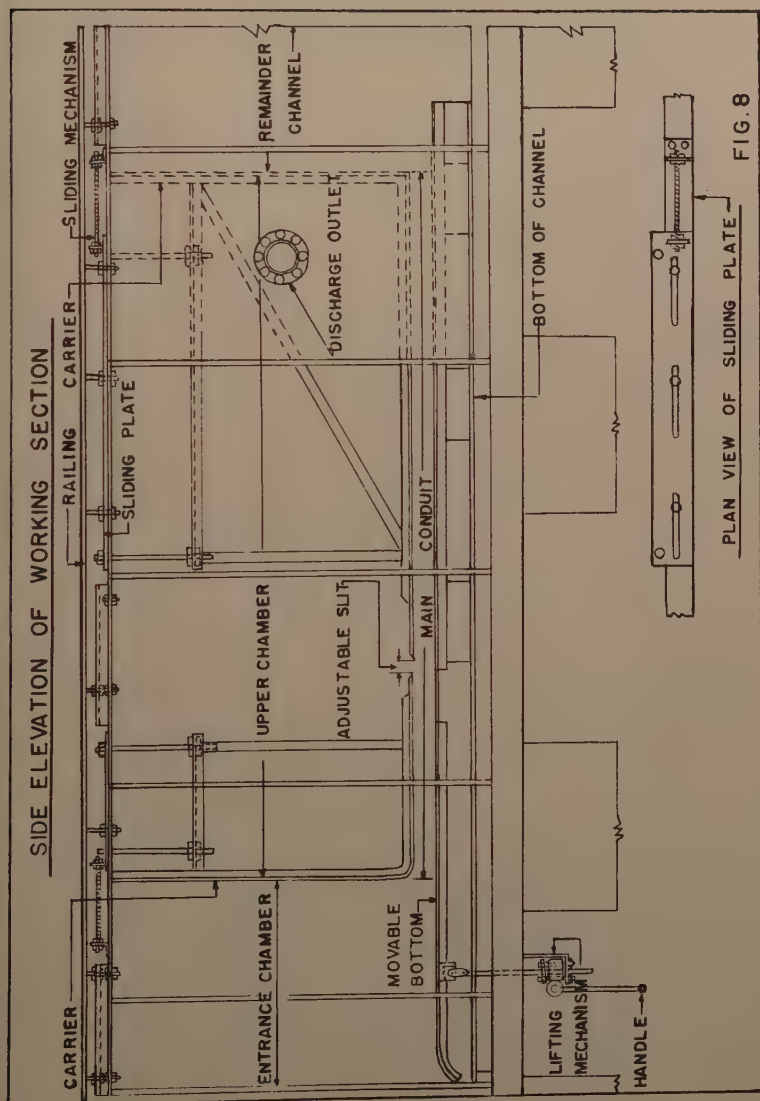 SIDE ELEVATION OF WORKING SECTION
CARRIER
RAILING
CARRIER
SLIDING MECHANISM
SLIDING PLATE
ENTRANCE CHAMBER
UPPER CHAMBER
REMAINDER
CHANNEL
DISCHARGE OUTLET
ADJUSTABLE SLIT
MAIN CONDUIT
MOVABLE
BOTTOM
BOTTOM OF CHANNEL
LIFTING
MECHANISM
HANDLE
PLAN VIEW OF SLIDING PLATE
FIG. 8